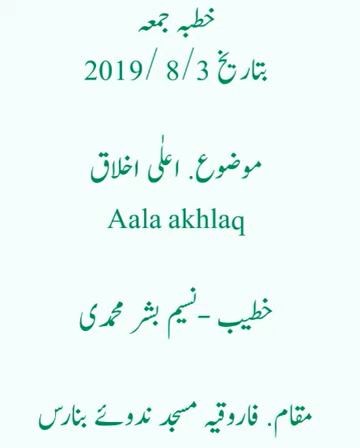 خطبہ جمعہ
بتاریخ 8/3 /2019
موضوع. اعلٰی اخلاق
Aala akhlaq
خطیب -نسیم بشر محمدی
مقام. فاروقیہ مسجد ندوئے بنارس